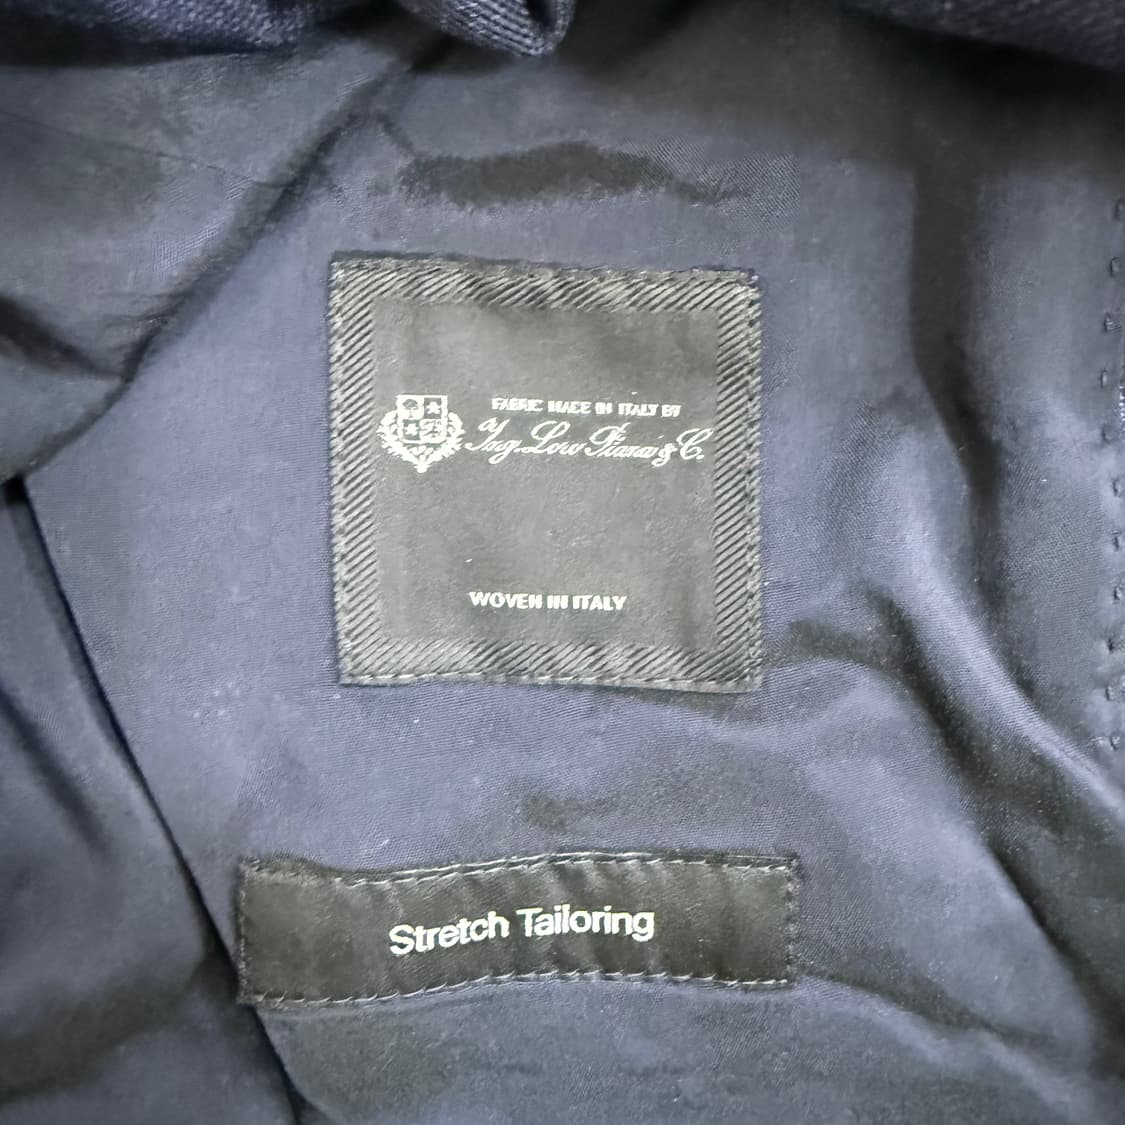 FABRIC MADE IN ITALY BY
Ing. Loro Piana & C.
WOVEN IN ITALY
Stretch Tailoring